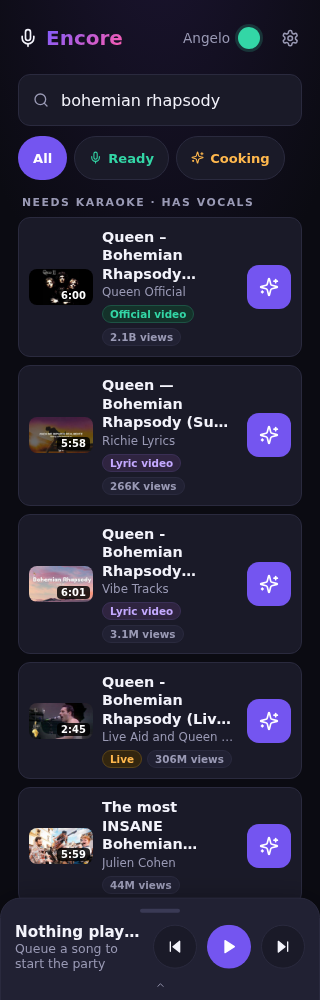 Encore
Angelo
bohemian rhapsody
All
Ready
Cooking
NEEDS KARAOKE · HAS VOCALS
Queen –
Bohemian
Rhapsody…
Queen Official
Official video
2.1B views
6:00
Queen —
Bohemian
Rhapsody (Su…
Richie Lyrics
Lyric video
266K views
5:58
Queen -
Bohemian
Rhapsody…
Vibe Tracks
Lyric video
3.1M views
Bohemian Rhapsody
6:01
Queen -
Bohemian
Rhapsody (Liv…
Live Aid and Queen …
Live
306M views
2:45
The most
INSANE
Bohemian…
Julien Cohen
44M views
5:59
Nothing play…
Queue a song to
start the party